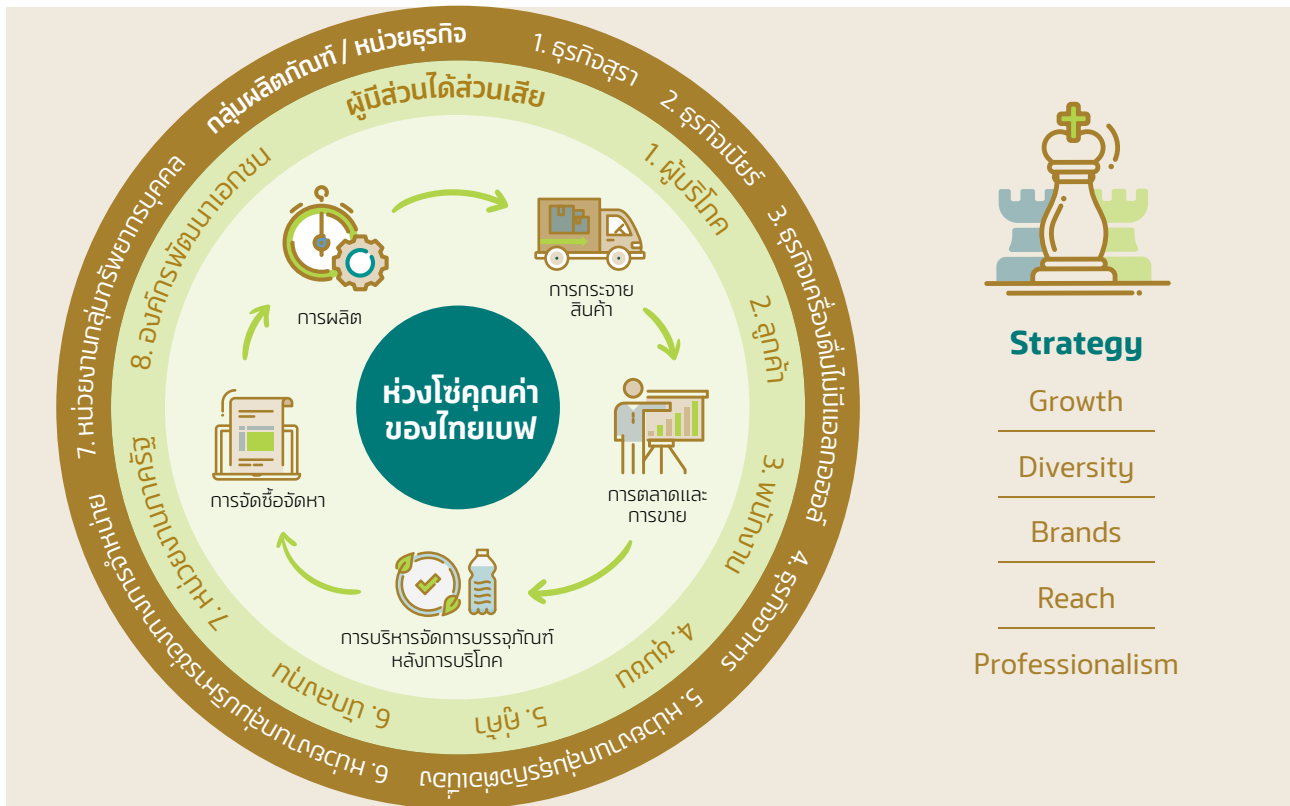 กลุ่มผลิตภัณฑ์ / หน่วยธุรกิจ
1. ธุรกิจสุรา
2. ธุรกิจเบียร์
3. ธุรกิจเครื่องดื่มไม่มีแอลกอฮอล์
4. ธุรกิจอาหาร
5. หน่วยงานกลุ่มธุรกิจต่อเนื่อง
6. หน่วยงานกลุ่มบริหารช่องทางการจำหน่าย
7. หน่วยงานกลุ่มทรัพยากรบุคคล
ผู้มีส่วนได้ส่วนเสีย
1. ผู้บริโภค
2. ลูกค้า
3. พนักงาน
4. ชุมชน
5. คู่ค้า
6. นักลงทุน
7. หน่วยงานภาครัฐ
8. องค์กรพัฒนาเอกชน
การผลิต
การกระจาย
สินค้า
การตลาดและ
การขาย
การบริหารจัดการบรรจุภัณฑ์
หลังการบริโภค
การจัดซื้อจัดหา
ห่วงโซ่คุณค่า
ของไทยเบฟ
Strategy
Growth
Diversity
Brands
Reach
Professionalism